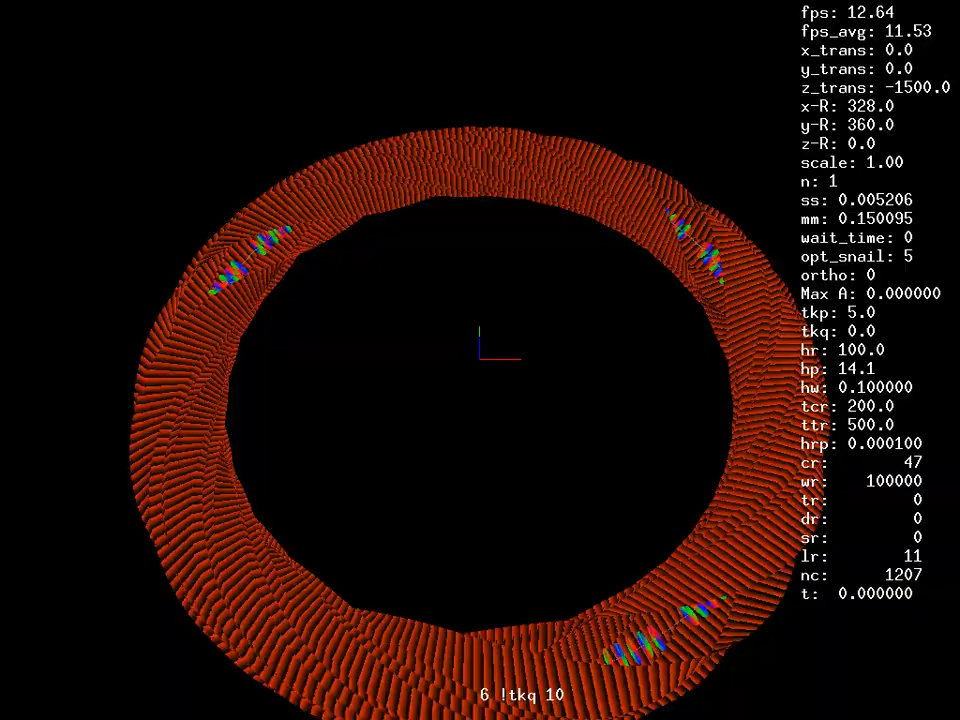 fps: 12.64
fps_avg: 11.53
x_trans: 0.0
y_trans: 0.0
z_trans: -1500.0
x-R: 328.0
y-R: 360.0
z-R: 0.0
scale: 1.00
n: 1
ss: 0.005206
mm: 0.150095
wait_time: 0
opt_snail: 5
ortho: 0
Max A: 0.000000
tkp: 5.0
tkq: 0.0
hr: 100.0
hp: 14.1
hw: 0.100000
tcr: 200.0
ttr: 500.0
hrp: 0.000100
cr: 47
wr: 100000
tr: 0
dr: 0
sr: 0
lr: 11
nc: 1207
t: 0.000000
6 !tkq 10